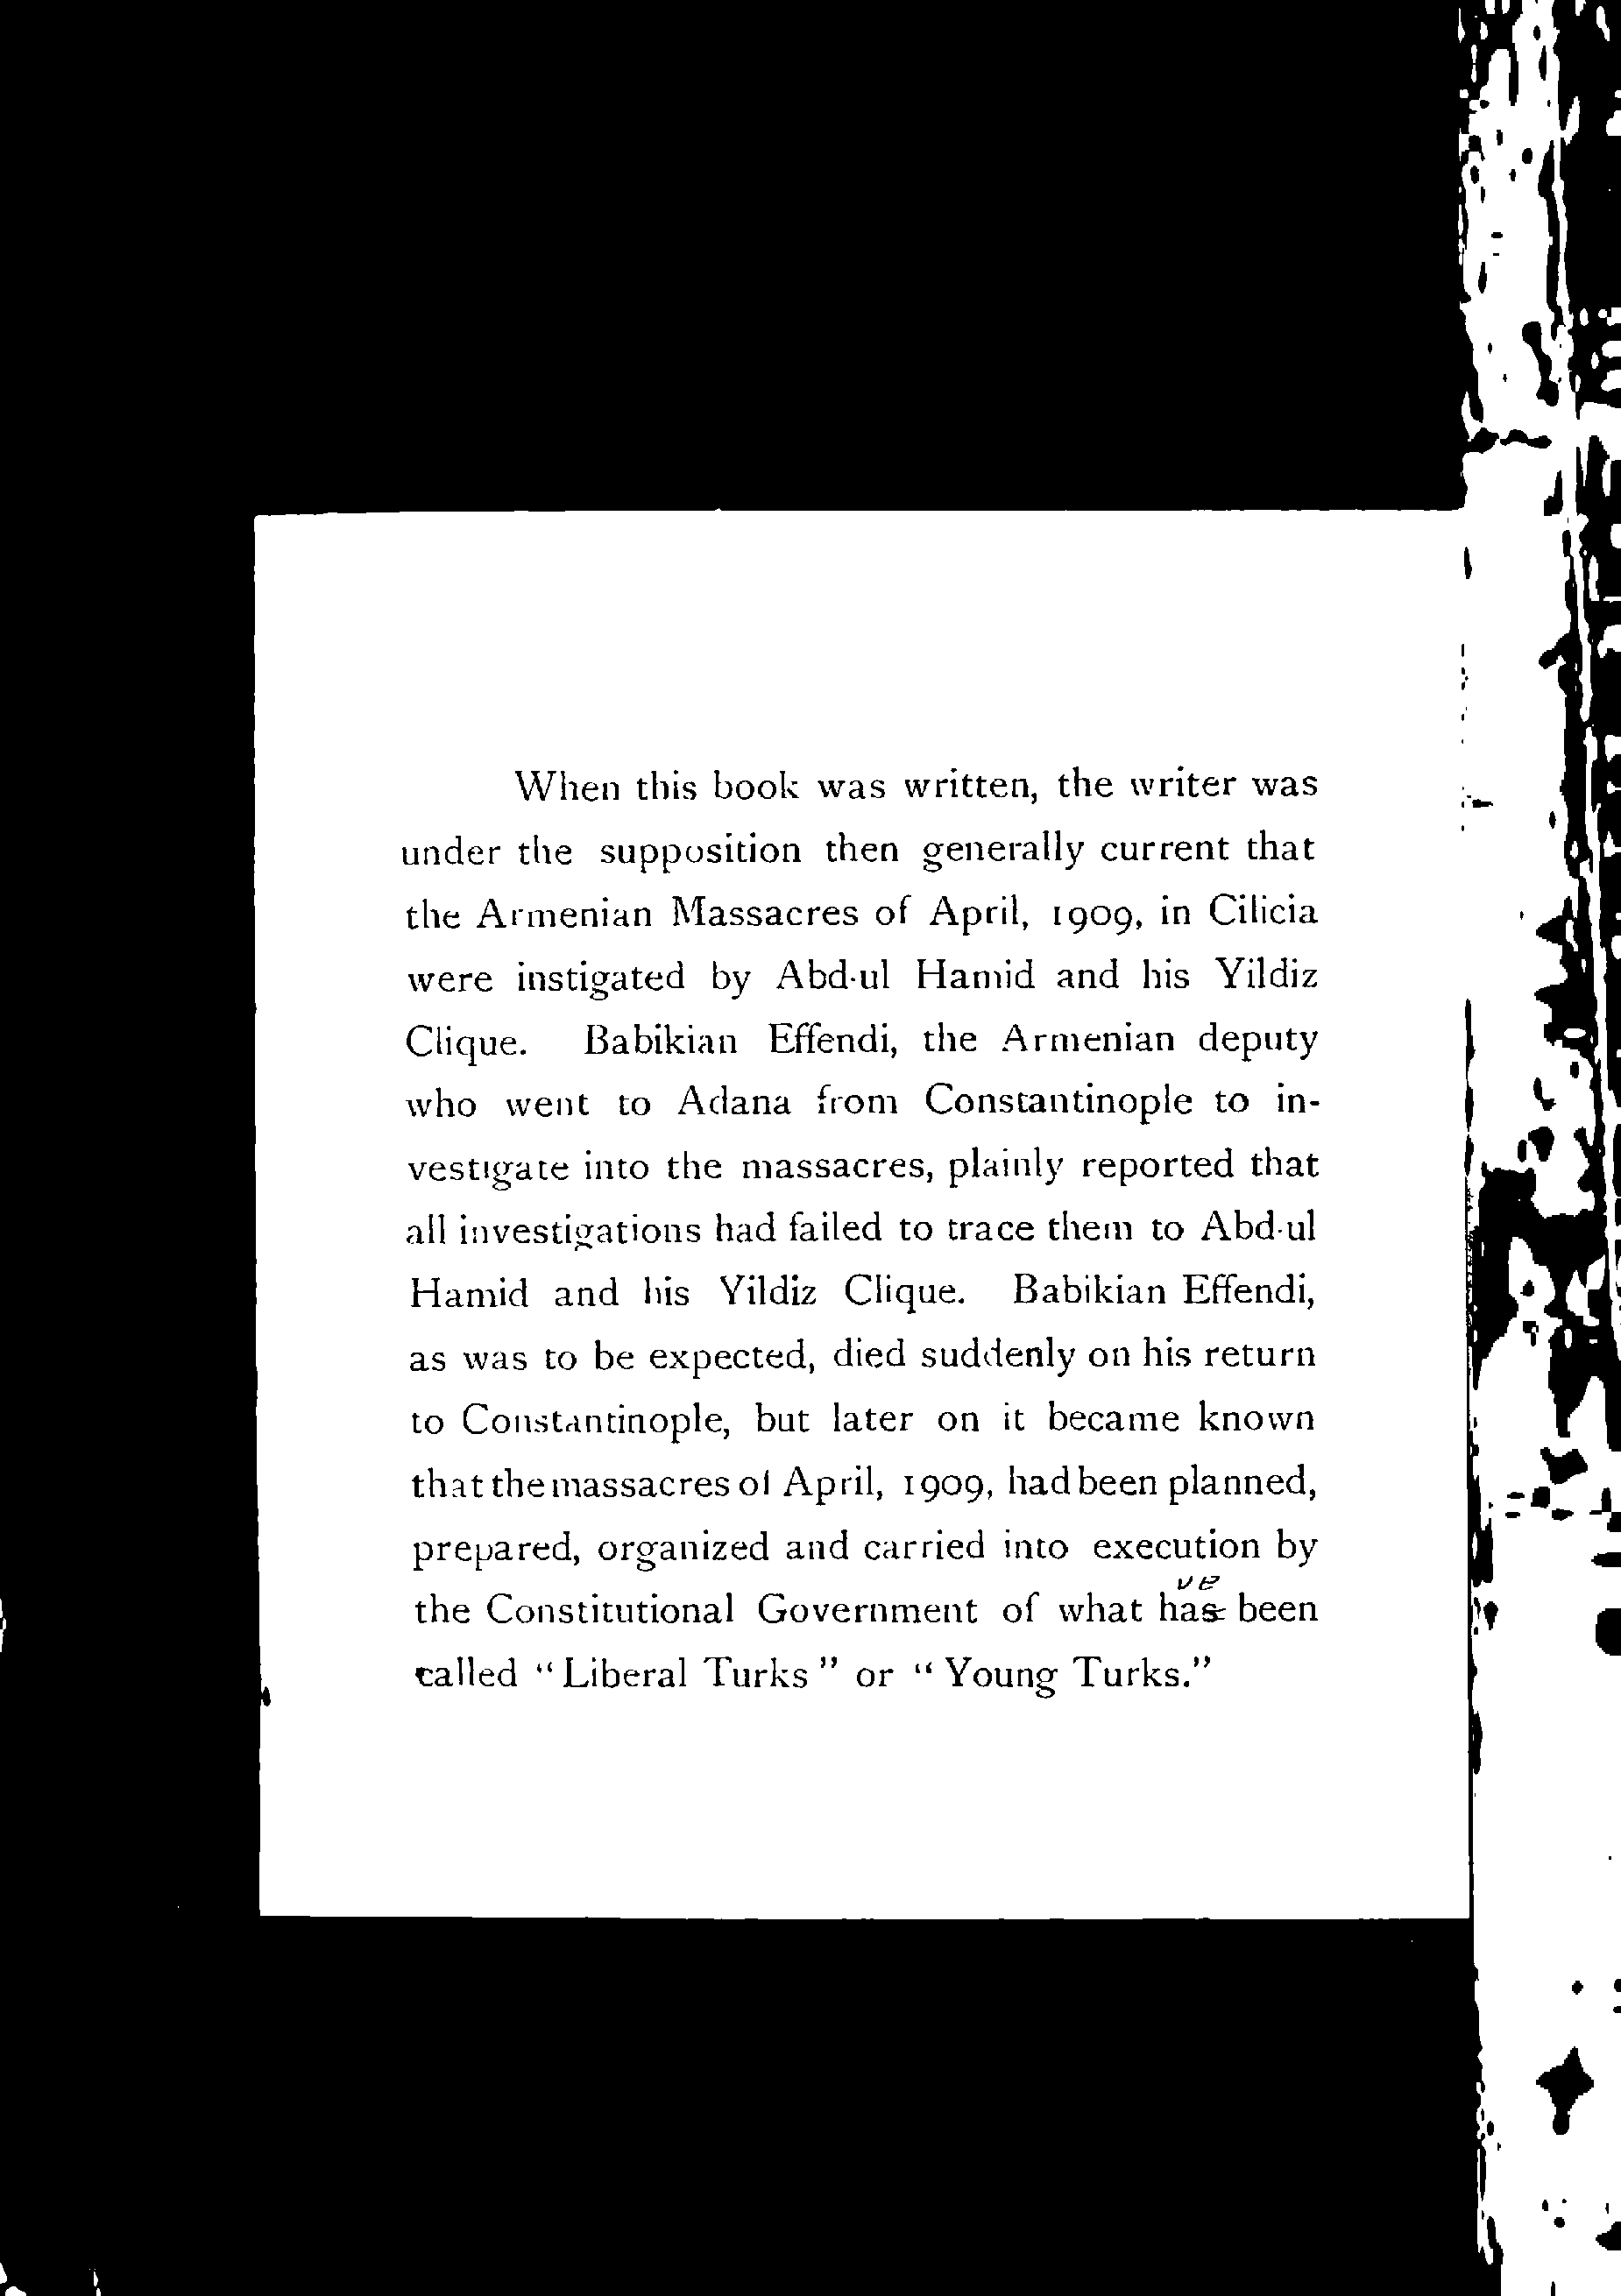 When this book was written, the writer was
under the supposition then generally current that
the Armenian Massacres of April, 1909, in Cilicia
were instigated by Abd-ul Hamid and his Yildiz
Clique. Babikian Effendi, the Armenian deputy
who went to Adana from Constantinople to in-
vestigate into the massacres, plainly reported that
all investigations had failed to trace them to Abd-ul
Hamid and his Yildiz Clique. Babikian Effendi,
as was to be expected, died suddenly on his return
to Constantinople, but later on it became known
that the massacres of April, 1909, had been planned,
prepared, organized and carried into execution by
ve
the Constitutional Government of what has been
called "Liberal Turks" or "Young Turks."